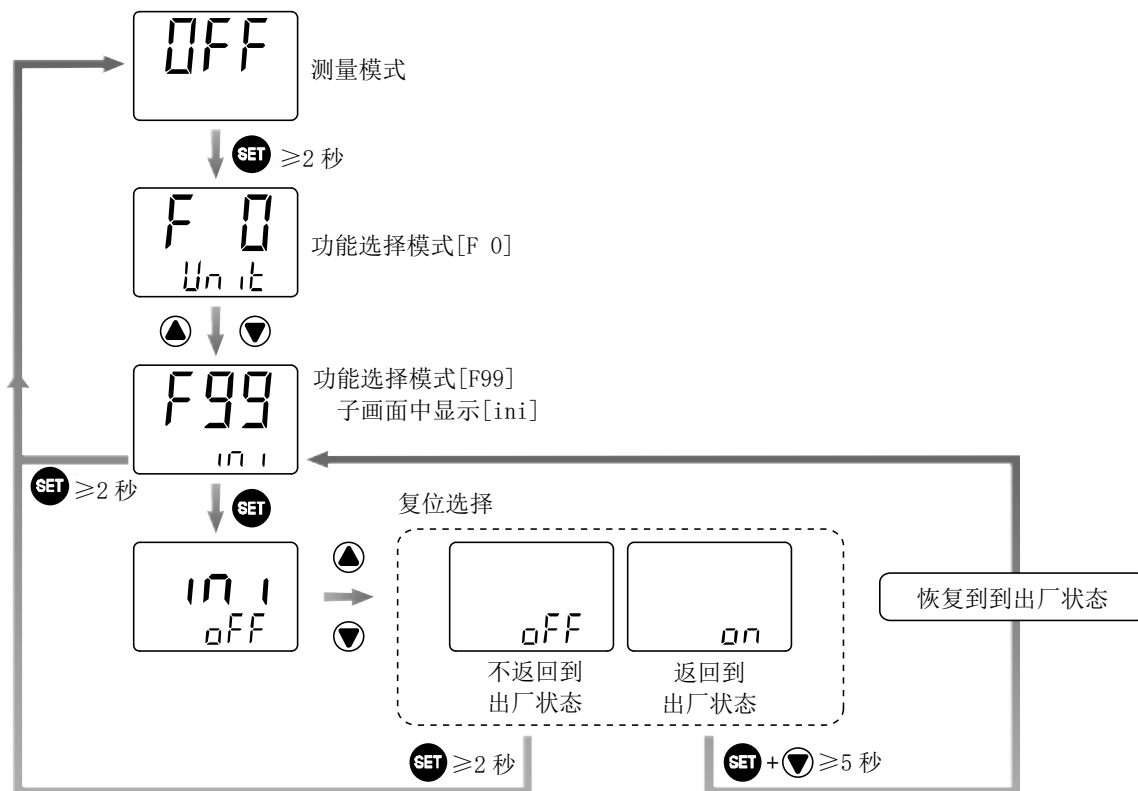 OFF
测量模式
SET ≥2 秒
F 0
Unit
功能选择模式[F 0]
F99
ini
功能选择模式[F99]
子画面中显示[ini]
SET ≥2 秒
SET
复位选择
ini
oFF
oFF
on
恢复到到出厂状态
不返回到
出厂状态
返回到
出厂状态
SET ≥2 秒
SET + ≥5 秒